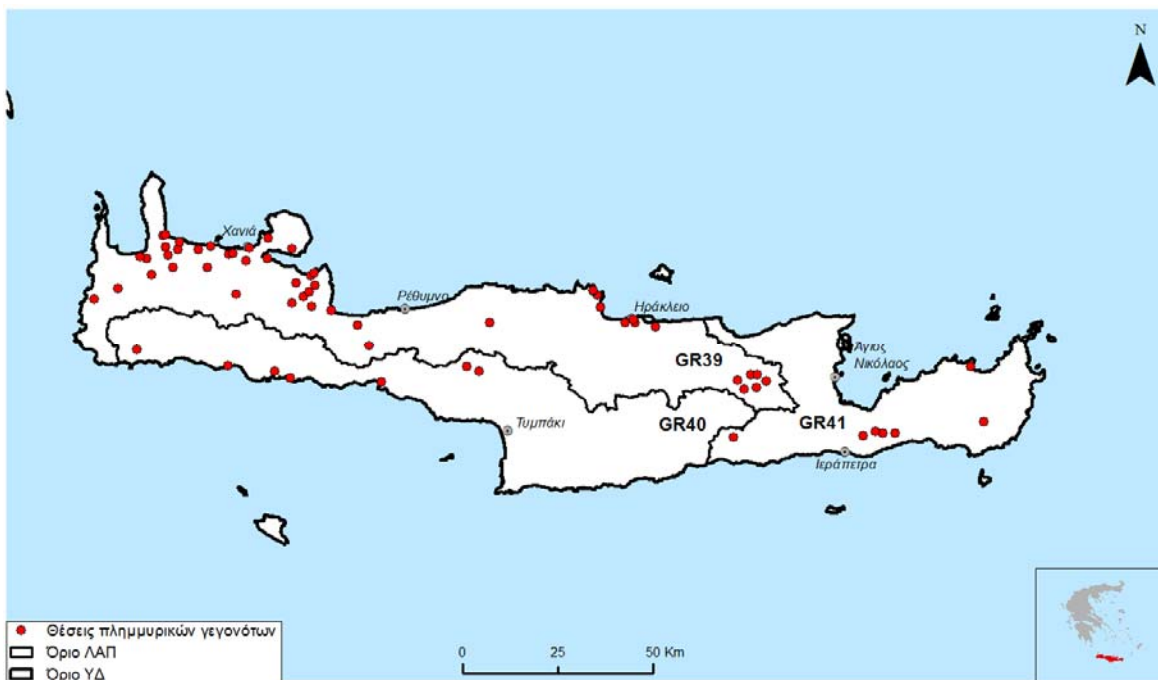 N
Χανιά
Ρέθυμνο
Ηράκλειο
Άγιος
Νικόλαος
GR39
GR40
GR41
Τυμπάκι
Ιεράπετρα
Θέσεις πλημμυρικών γεγονότων
Όριο ΛΑΠ
Όριο ΥΔ
0 25 50 Km